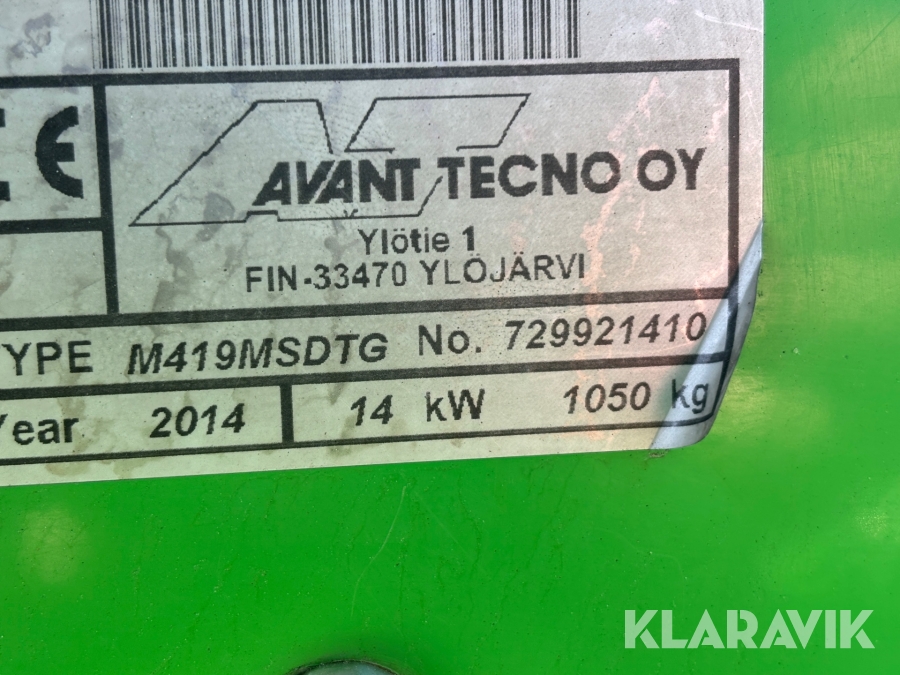 CE
AVANT TECNO OY
Ylötie 1
FIN-33470 YLÖJÄRVI
YPE M419MSDTG No. 729921410
Year 2014 14 kW 1050 kg
KLARAVIK